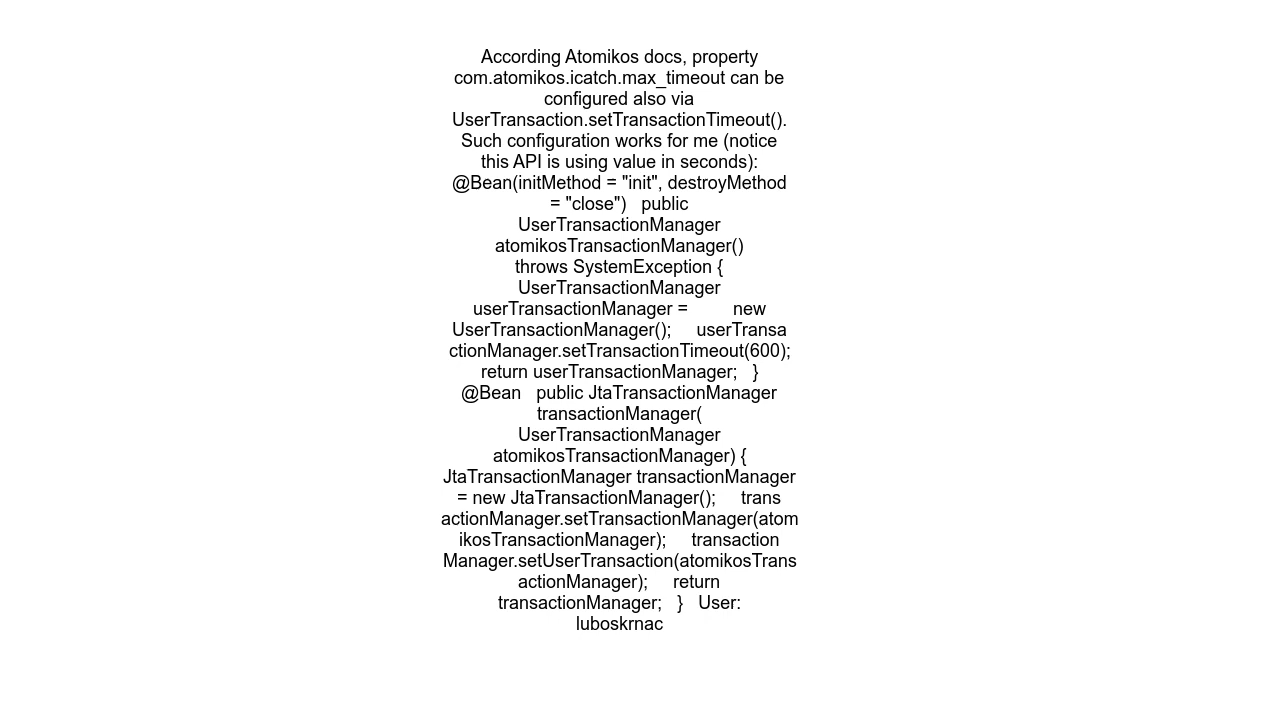 According Atomikos docs, property
com.atomikos.icatch.max_timeout can be
configured also via
UserTransaction.setTransactionTimeout().
Such configuration works for me (notice
this API is using value in seconds):
@Bean(initMethod = "init", destroyMethod
= "close")   public
UserTransactionManager
atomikosTransactionManager()
throws SystemException {
UserTransactionManager
userTransactionManager =         new
UserTransactionManager();     userTransa
ctionManager.setTransactionTimeout(600);
return userTransactionManager;   }
@Bean   public JtaTransactionManager
transactionManager(
UserTransactionManager
atomikosTransactionManager) {
JtaTransactionManager transactionManager
= new JtaTransactionManager();     trans
actionManager.setTransactionManager(atom
ikosTransactionManager);     transaction
Manager.setUserTransaction(atomikosTrans
actionManager);     return
transactionManager;   }   User:
luboskrnac